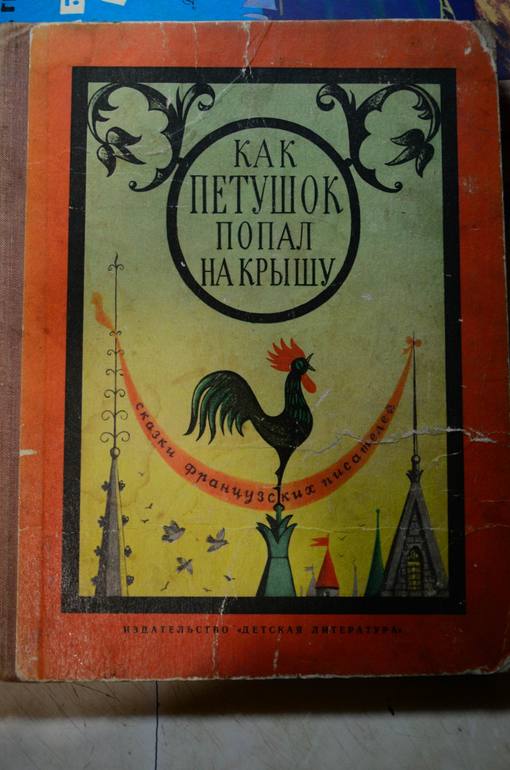 КАК
ПЕТУШОК
ПОПАЛ
НА КРЫШУ
сказки французских писателей
ИЗДАТЕЛЬСТВО «ДЕТСКАЯ ЛИТЕРАТУРА»